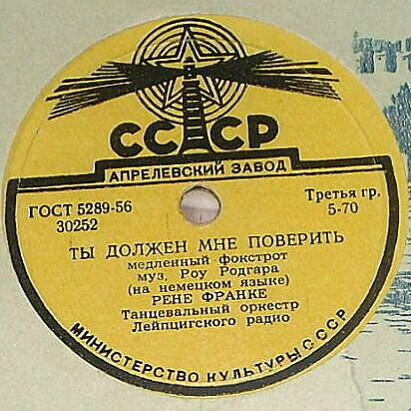 СССР
АПРЕЛЕВСКИЙ ЗАВОД
ГОСТ 5289-56
30252
Третья гр.
5-70
ТЫ ДОЛЖЕН МНЕ ПОВЕРИТЬ
медленный фокстрот
муз. Роу Родгара
(на немецком языке)
РЕНЕ ФРАНКЕ
Танцевальный оркестр
Лейпцигского радио
МИНИСТЕРСТВО КУЛЬТУРЫ СССР